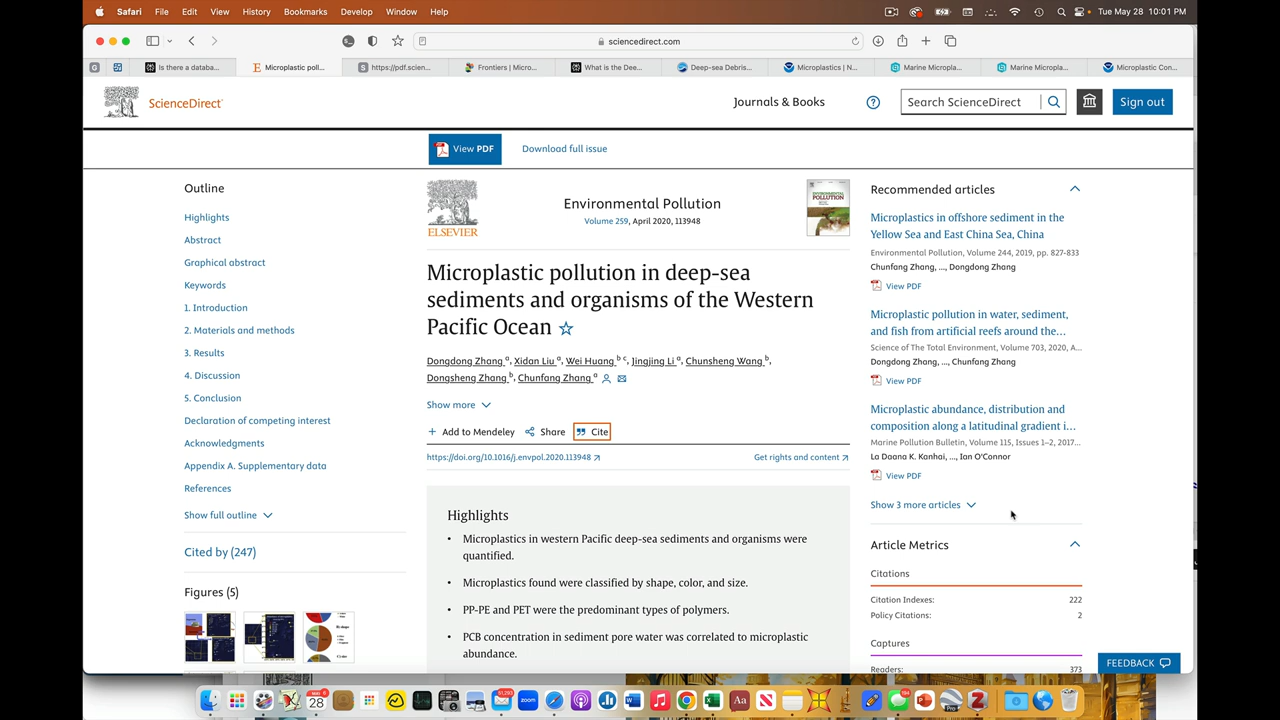 Safari File Edit View History Bookmarks Develop Window Help
Tue May 28 10:01 PM
sciencedirect.com
Is there a databa...
Microplastic poll...
https://pdf.scien...
Frontiers | Micro...
What is the Dee...
Deep-sea Debris...
Microplastics | N...
Marine Micropla...
Marine Micropla...
Microplastic Con...
ScienceDirect
Journals & Books
?
Search ScienceDirect
Sign out
View PDF
Download full issue
Outline
Highlights
Abstract
Graphical abstract
Keywords
1. Introduction
2. Materials and methods
3. Results
4. Discussion
5. Conclusion
Declaration of competing interest
Acknowledgments
Appendix A. Supplementary data
References
Show full outline
Cited by (247)
Figures (5)
ELSEVIER
Environmental Pollution
Volume 259, April 2020, 113948
Microplastic pollution in deep-sea
sediments and organisms of the Western
Pacific Ocean
Dongdong Zhang a, Xidan Liu a, Wei Huang b c, Jingjing Li a, Chunsheng Wang b,
Dongsheng Zhang b, Chunfang Zhang a
Show more
+ Add to Mendeley Share Cite
https://doi.org/10.1016/j.envpol.2020.113948
Get rights and content
Highlights
• Microplastics in western Pacific deep-sea sediments and organisms were
quantified.
• Microplastics found were classified by shape, color, and size.
• PP-PE and PET were the predominant types of polymers.
• PCB concentration in sediment pore water was correlated to microplastic
abundance.
Recommended articles
Microplastics in offshore sediment in the
Yellow Sea and East China Sea, China
Environmental Pollution, Volume 244, 2019, pp. 827-833
Chunfang Zhang, ..., Dongdong Zhang
View PDF
Microplastic pollution in water, sediment,
and fish from artificial reefs around the...
Science of The Total Environment, Volume 703, 2020, A...
Dongdong Zhang, ..., Chunfang Zhang
View PDF
Microplastic abundance, distribution and
composition along a latitudinal gradient i...
Marine Pollution Bulletin, Volume 115, Issues 1–2, 2017...
La Daana K. Kanhai, ..., Ian O'Connor
View PDF
Show 3 more articles
Article Metrics
Citations
Citation Indexes: 222
Policy Citations: 2
Captures
Readers: 373
FEEDBACK
28
zoom
Aa